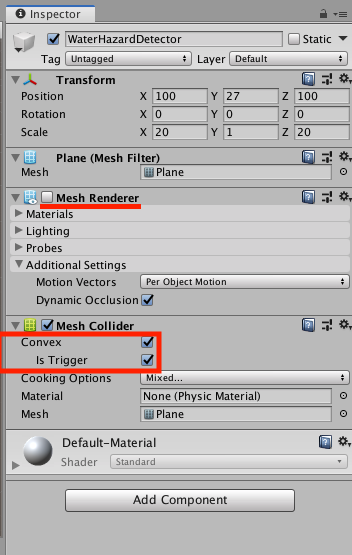 Inspector
WaterHazardDetector Static
Tag Untagged Layer Default
Transform
Position X 100 Y 27 Z 100
Rotation X 0 Y 0 Z 0
Scale X 20 Y 1 Z 20
Plane (Mesh Filter)
Mesh Plane
Mesh Renderer
Materials
Lighting
Probes
Additional Settings
Motion Vectors Per Object Motion
Dynamic Occlusion
Mesh Collider
Convex
Is Trigger
Cooking Options Mixed...
Material None (Physic Material)
Mesh Plane
Default-Material
Shader Standard
Add Component